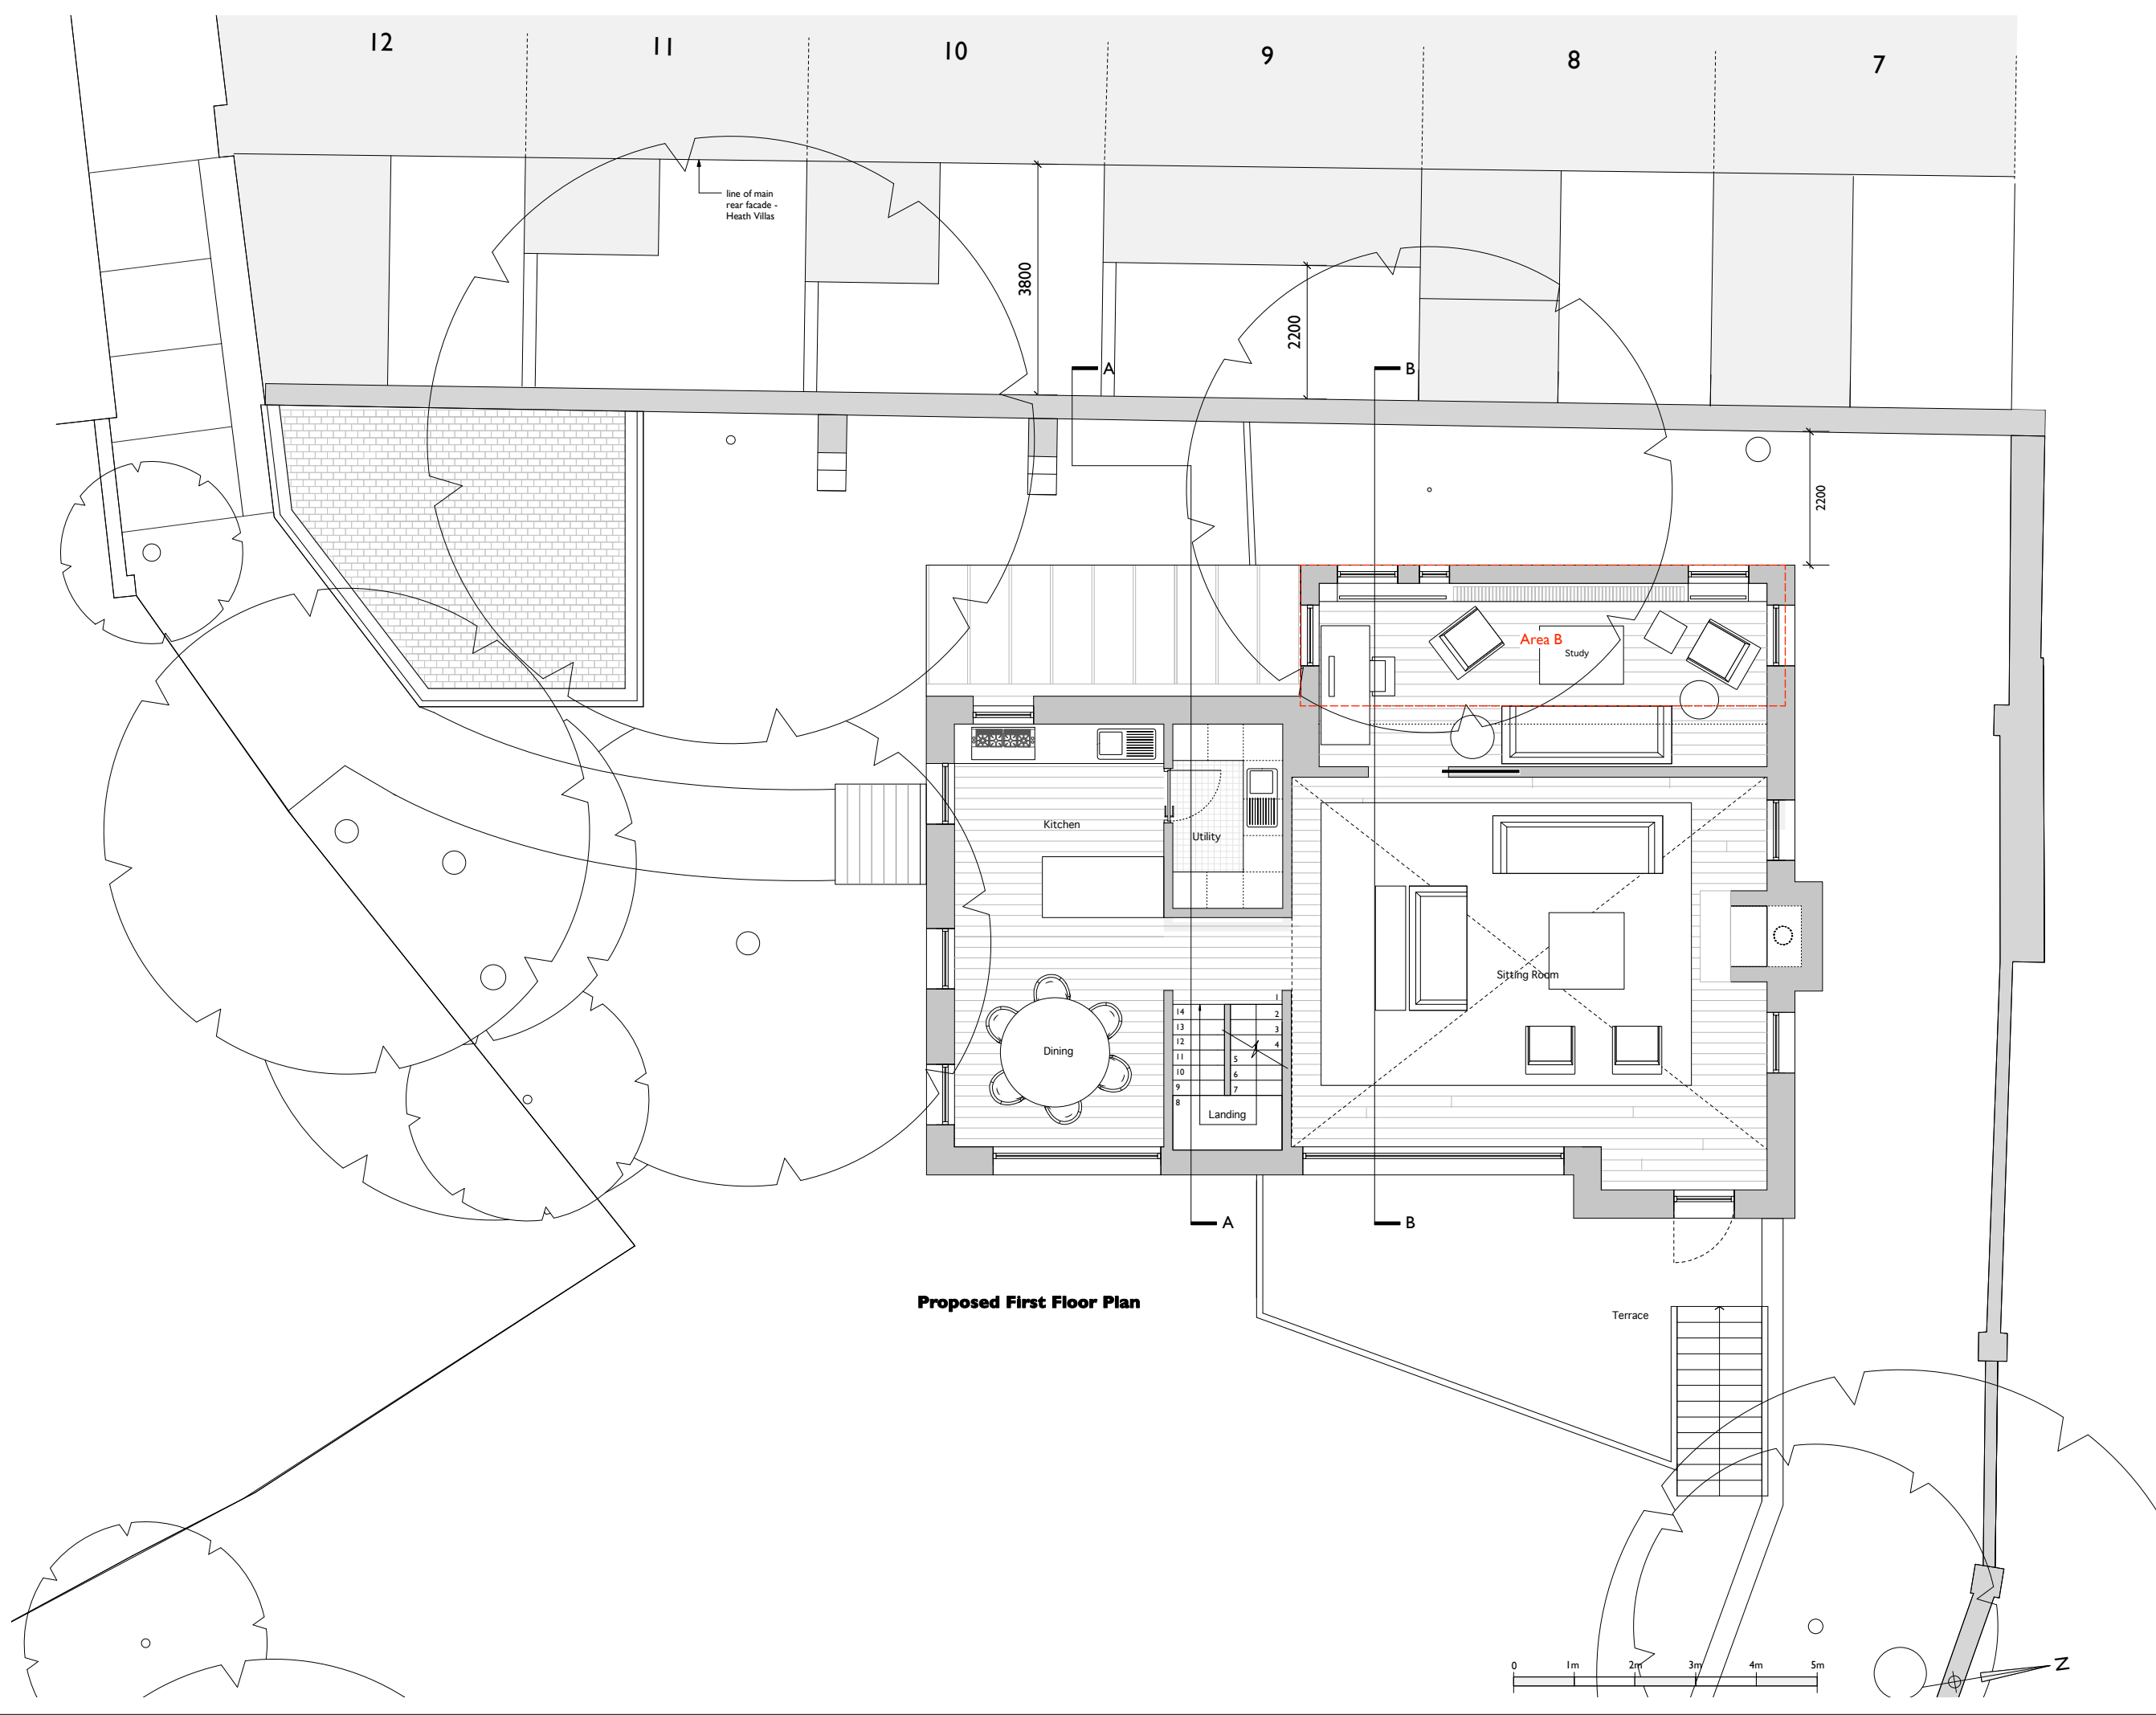 12
11
10
9
8
7
line of main
rear facade -
Heath Villas
3800
2200
A
B
2200
Area B
Study
Kitchen
Utility
Sitting Room
Dining
1
14
2
13
3
12
4
11
5
10
6
9
7
8
Landing
A
B
Proposed First Floor Plan
Terrace
0 1m 2m 3m 4m 5m
N